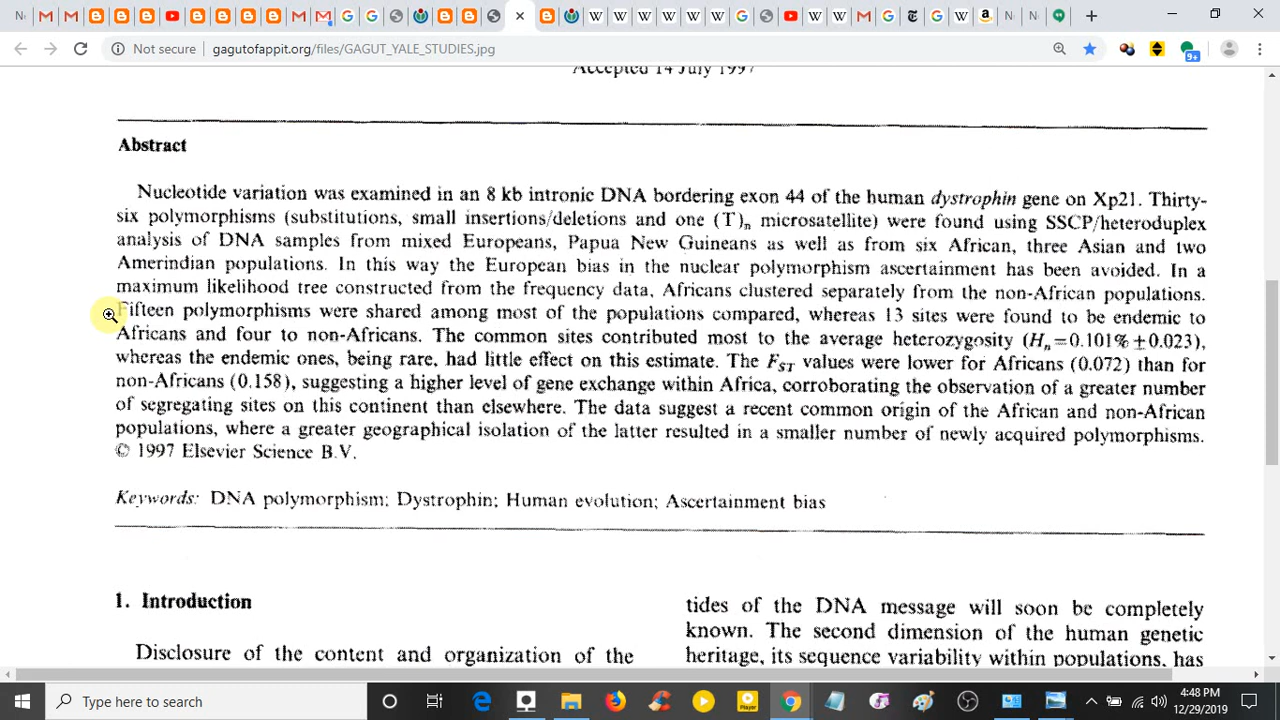 Not secure
gagutofappit.org/files/GAGUT_YALE_STUDIES.jpg
9+
Accepted 14 July 1997
Abstract
Nucleotide variation was examined in an 8 kb intronic DNA bordering exon 44 of the human dystrophin gene on Xp21. Thirty-
six polymorphisms (substitutions, small insertions/deletions and one (T)n microsatellite) were found using SSCP/heteroduplex
analysis of DNA samples from mixed Europeans, Papua New Guineans as well as from six African, three Asian and two
Amerindian populations. In this way the European bias in the nuclear polymorphism ascertainment has been avoided. In a
maximum likelihood tree constructed from the frequency data, Africans clustered separately from the non-African populations.
Fifteen polymorphisms were shared among most of the populations compared, whereas 13 sites were found to be endemic to
Africans and four to non-Africans. The common sites contributed most to the average heterozygosity (Hn=0.101% ±0.023),
whereas the endemic ones, being rare, had little effect on this estimate. The FST values were lower for Africans (0.072) than for
non-Africans (0.158), suggesting a higher level of gene exchange within Africa, corroborating the observation of a greater number
of segregating sites on this continent than elsewhere. The data suggest a recent common origin of the African and non-African
populations, where a greater geographical isolation of the latter resulted in a smaller number of newly acquired polymorphisms.
© 1997 Elsevier Science B.V.
Keywords: DNA polymorphism; Dystrophin; Human evolution; Ascertainment bias
1. Introduction
Disclosure of the content and organization of the
tides of the DNA message will soon be completely
known. The second dimension of the human genetic
heritage, its sequence variability within populations, has
Type here to search
4:48 PM
12/29/2019